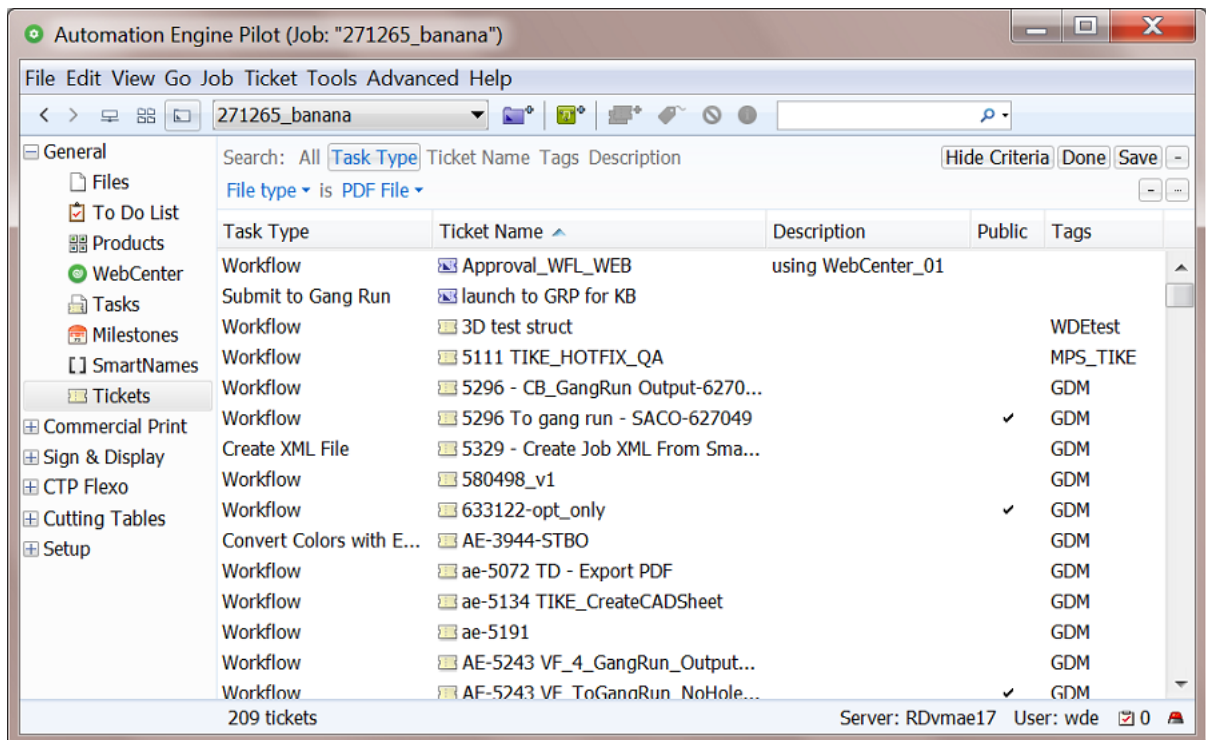 Automation Engine Pilot (Job: "271265_banana")
File Edit View Go Job Ticket Tools Advanced Help
271265_banana
General
Files
To Do List
Products
WebCenter
Tasks
Milestones
SmartNames
Tickets
Commercial Print
Sign & Display
CTP Flexo
Cutting Tables
Setup
Search: All Task Type Ticket Name Tags Description Hide Criteria Done Save -
File type is PDF File - ...
Task Type Ticket Name Description Public Tags
Workflow Approval_WFL_WEB using WebCenter_01
Submit to Gang Run launch to GRP for KB
Workflow 3D test struct WDEtest
Workflow 5111 TIKE_HOTFIX_QA MPS_TIKE
Workflow 5296 - CB_GangRun Output-6270... GDM
Workflow 5296 To gang run - SACO-627049 ✔ GDM
Create XML File 5329 - Create Job XML From Sma... GDM
Workflow 580498_v1 GDM
Workflow 633122-opt_only ✔ GDM
Convert Colors with E... AE-3944-STBO GDM
Workflow ae-5072 TD - Export PDF GDM
Workflow ae-5134 TIKE_CreateCADSheet GDM
Workflow ae-5191 GDM
Workflow AE-5243 VF_4_GangRun_Output... GDM
Workflow AE-5243 VF_ToGangRun_NoHole... ✔ GDM
209 tickets Server: RDvmae17 User: wde 0